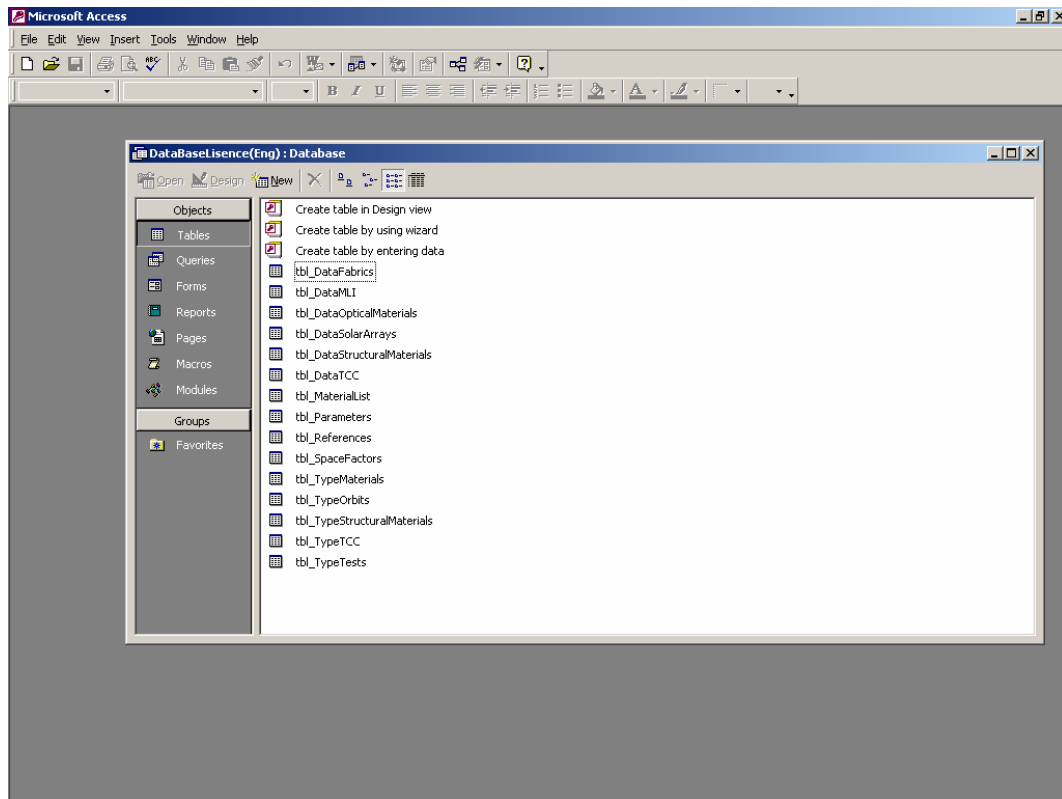 Microsoft Access
File Edit View Insert Tools Window Help
ABC
B I U A
DataBaseLisence(Eng) : Database
Open Design New
Objects
Tables
Queries
Forms
Reports
Pages
Macros
Modules
Groups
Favorites
Create table in Design view
Create table by using wizard
Create table by entering data
tbl_DataFabrics
tbl_DataMLI
tbl_DataOpticalMaterials
tbl_DataSolarArrays
tbl_DataStructuralMaterials
tbl_DataTCC
tbl_MaterialList
tbl_Parameters
tbl_References
tbl_SpaceFactors
tbl_TypeMaterials
tbl_TypeOrbits
tbl_TypeStructuralMaterials
tbl_TypeTCC
tbl_TypeTests